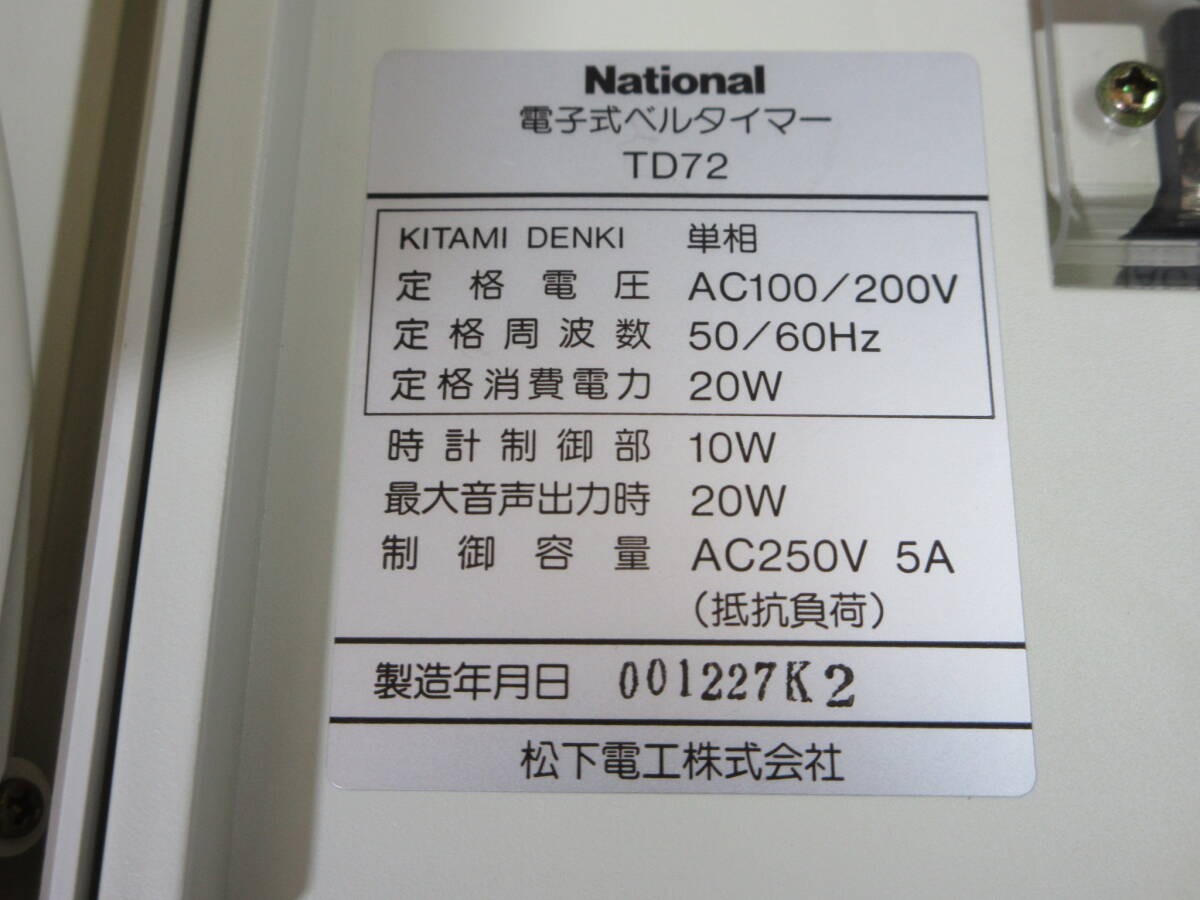 National
電子式ベルタイマー
TD72
KITAMI DENKI 単相
定格電圧 AC100/200V
定格周波数 50/60Hz
定格消費電力 20W
時計制御部 10W
最大音声出力時 20W
制御容量 AC250V 5A
(抵抗負荷)
製造年月日 001227K2
松下電工株式会社